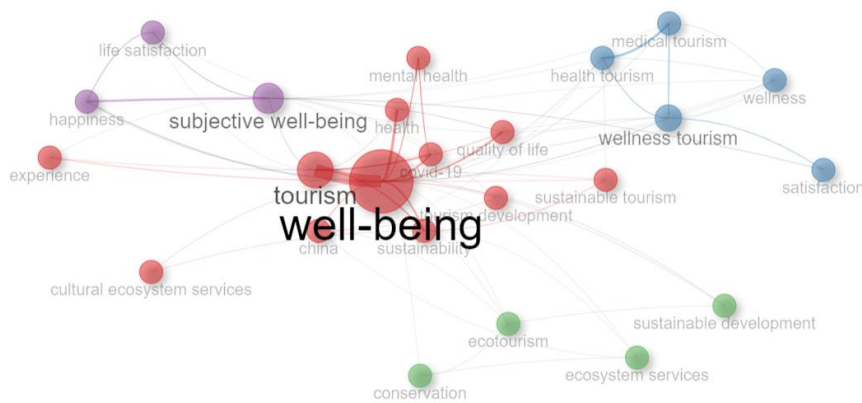 life satisfaction
medical tourism
mental health
health tourism
wellness
happiness
subjective well-being
health
quality of life
wellness tourism
experience
covid-19
satisfaction
tourism
sustainable tourism
tourism development
well-being
china
sustainability
cultural ecosystem services
sustainable development
ecotourism
ecosystem services
conservation